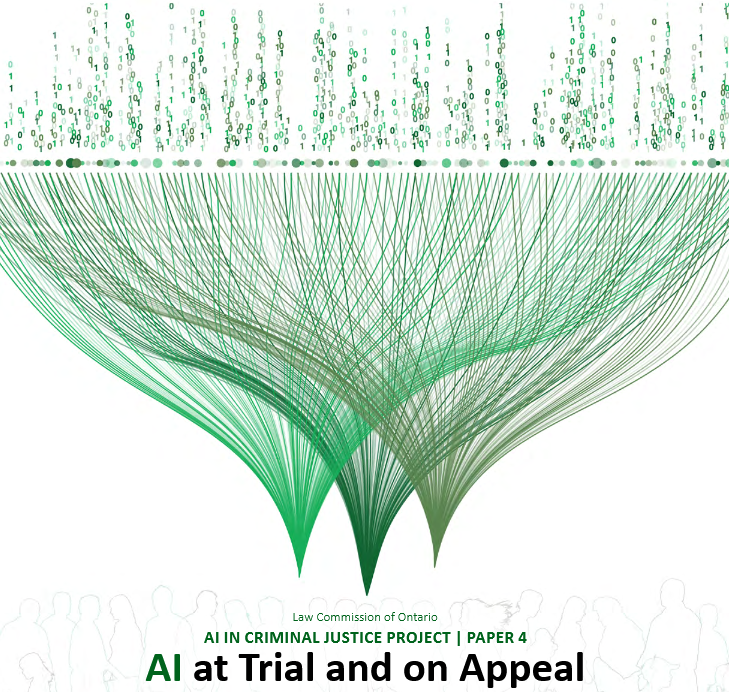 Law Commission of Ontario
AI IN CRIMINAL JUSTICE PROJECT | PAPER 4
AI at Trial and on Appeal